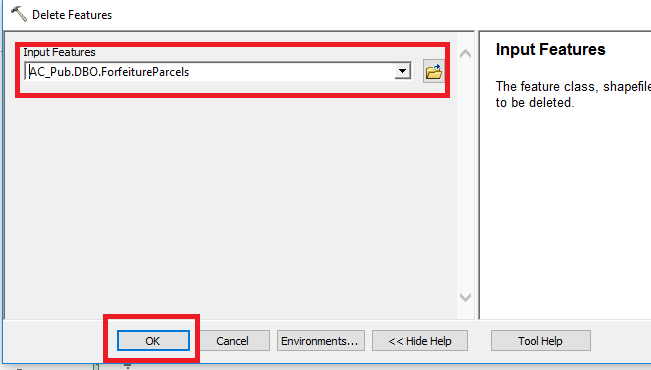 Delete Features
Input Features
AC_Pub.DBO.ForfeitureParcels
Input Features
The feature class, shapefile
to be deleted.
OK
Cancel
Environments...
<< Hide Help
Tool Help